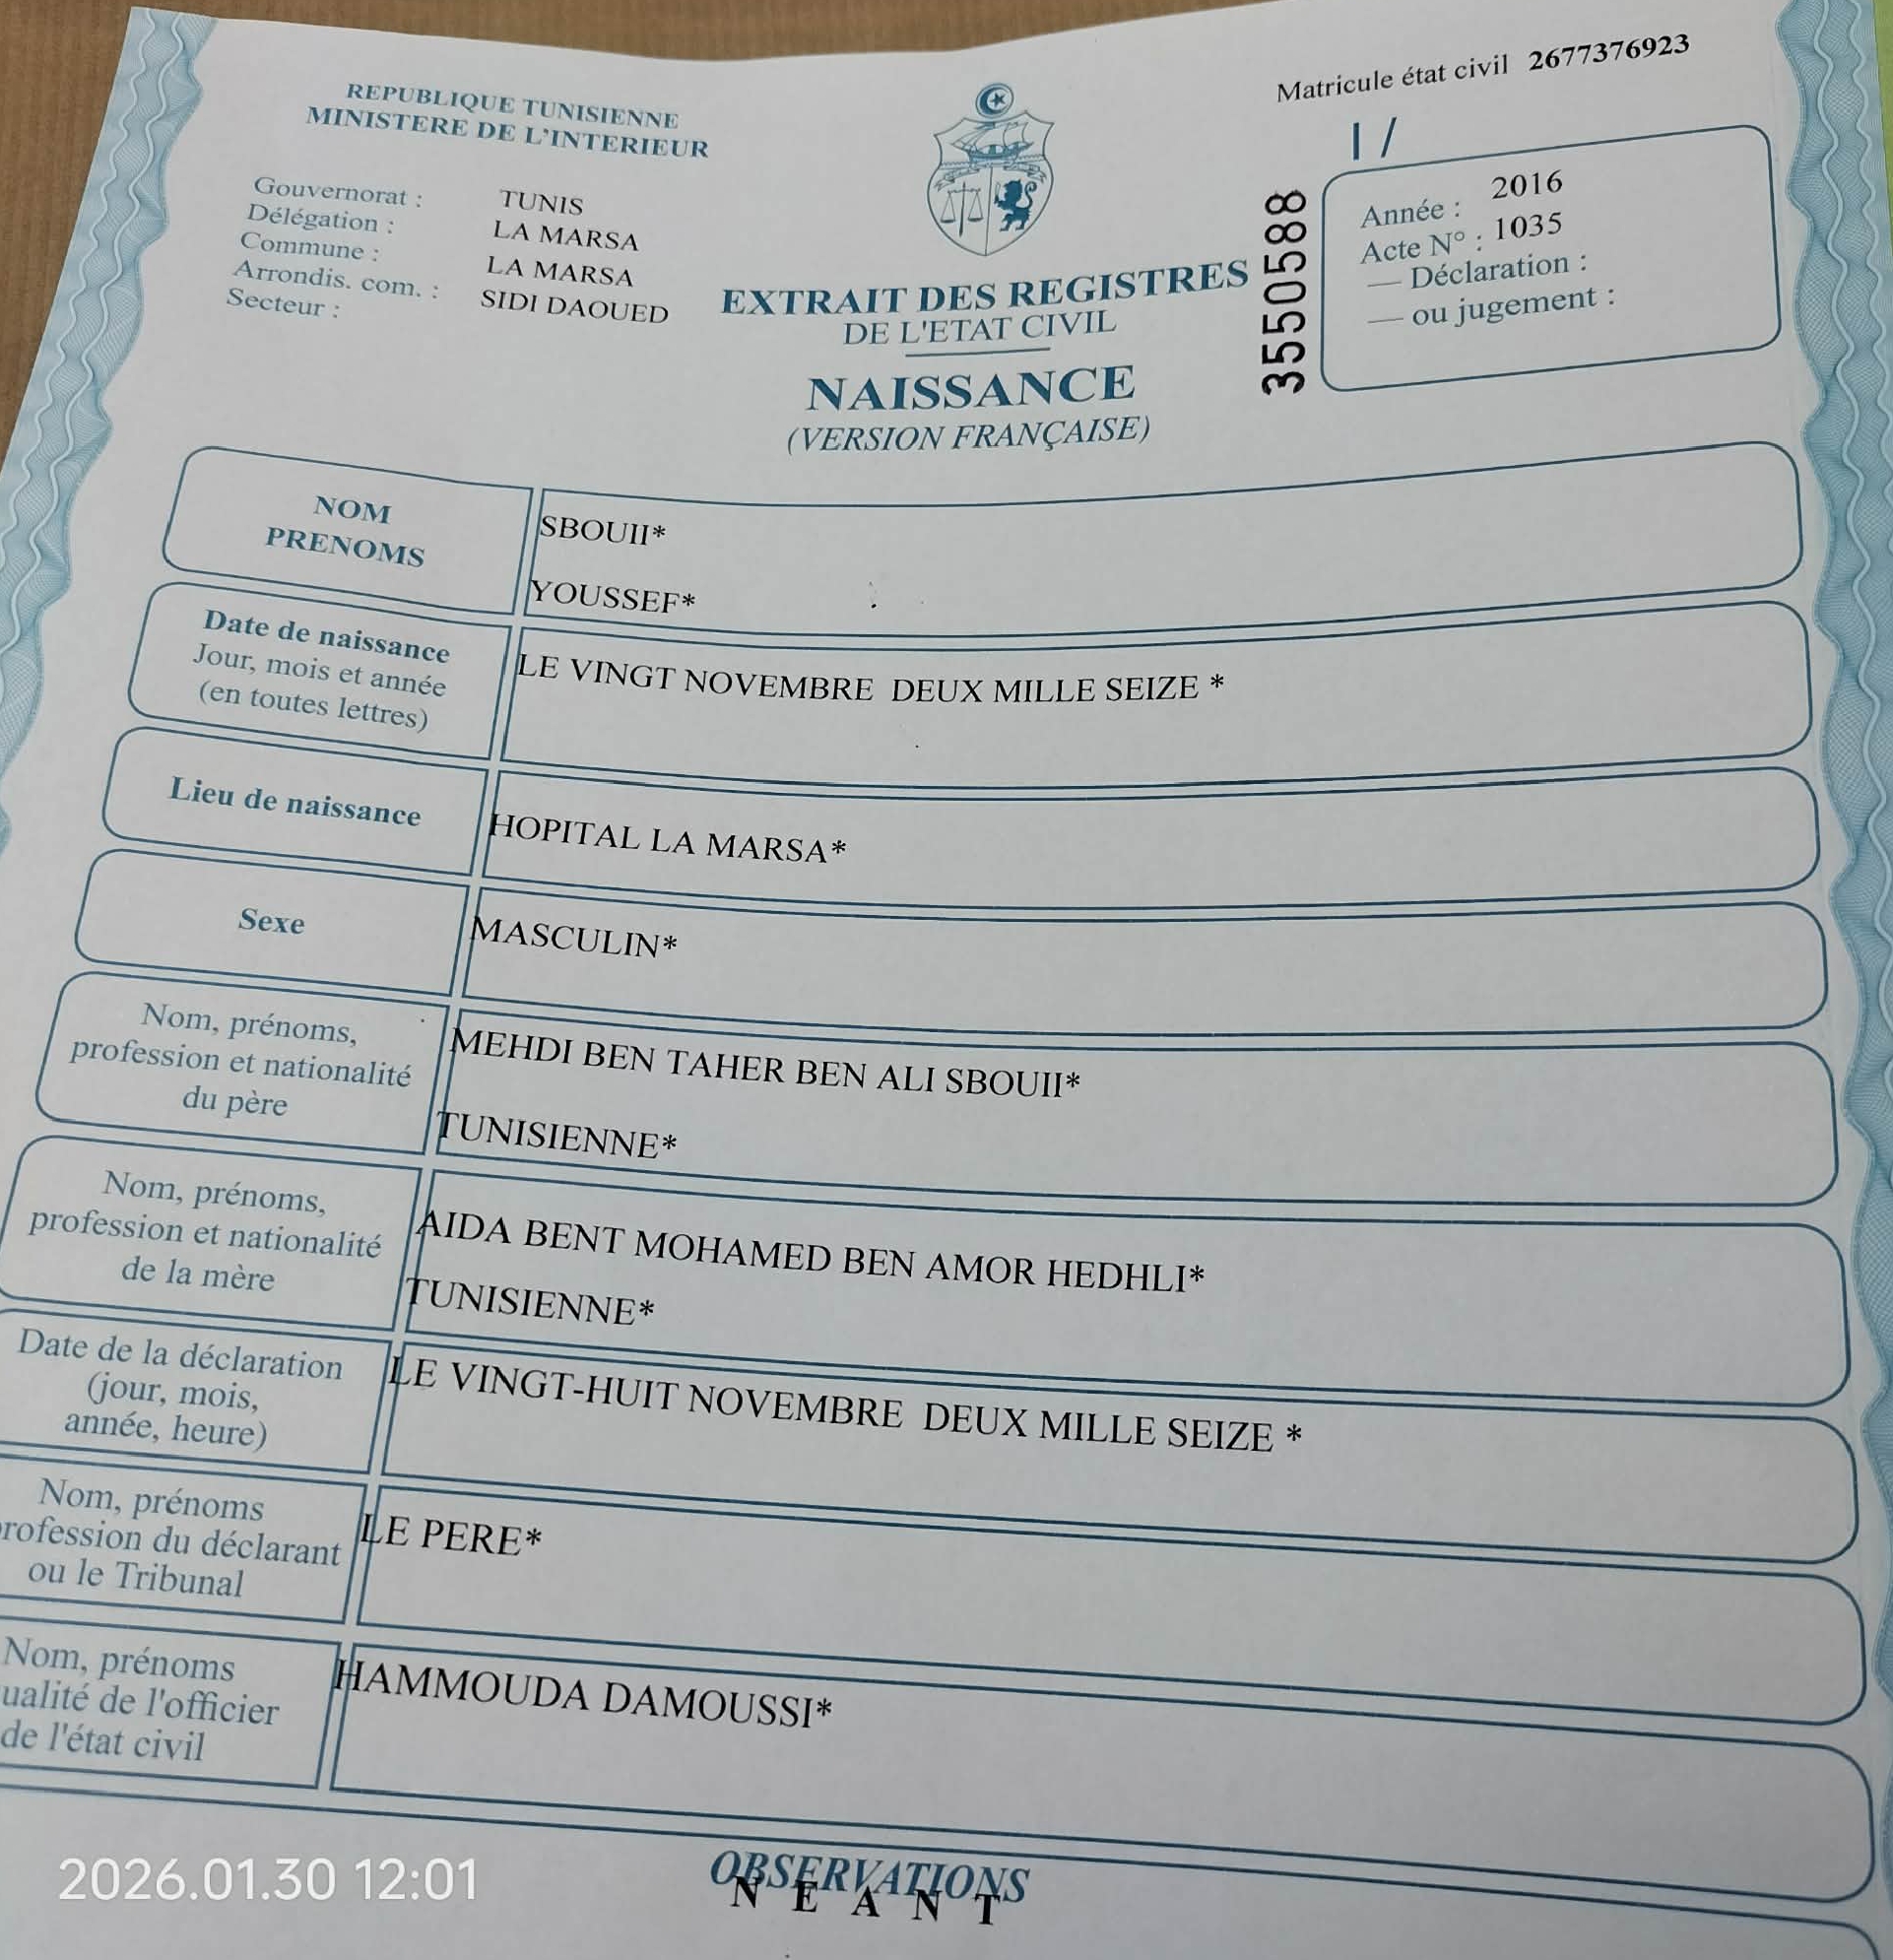 REPUBLIQUE TUNISIENNE
MINISTERE DE L'INTERIEUR
Gouvernorat : TUNIS
Délégation : LA MARSA
Commune : LA MARSA
Arrondis. com. : SIDI DAOUED
Secteur :
Matricule état civil 2677376923
I /
3550588
Année : 2016
Acte N° : 1035
— Déclaration :
— ou jugement :
EXTRAIT DES REGISTRES
DE L'ETAT CIVIL
NAISSANCE
(VERSION FRANÇAISE)
NOM
PRENOMS
SBOUII*
YOUSSEF*
Date de naissance
Jour, mois et année
(en toutes lettres)
LE VINGT NOVEMBRE DEUX MILLE SEIZE *
Lieu de naissance
HOPITAL LA MARSA*
Sexe
MASCULIN*
Nom, prénoms,
profession et nationalité
du père
MEHDI BEN TAHER BEN ALI SBOUII*
TUNISIENNE*
Nom, prénoms,
profession et nationalité
de la mère
AIDA BENT MOHAMED BEN AMOR HEDHLI*
TUNISIENNE*
Date de la déclaration
(jour, mois,
année, heure)
LE VINGT-HUIT NOVEMBRE DEUX MILLE SEIZE *
Nom, prénoms
rofession du déclarant
ou le Tribunal
LE PERE*
Nom, prénoms
ualité de l'officier
de l'état civil
HAMMOUDA DAMOUSSI*
OBSERVATIONS
N E A N T
2026.01.30 12:01